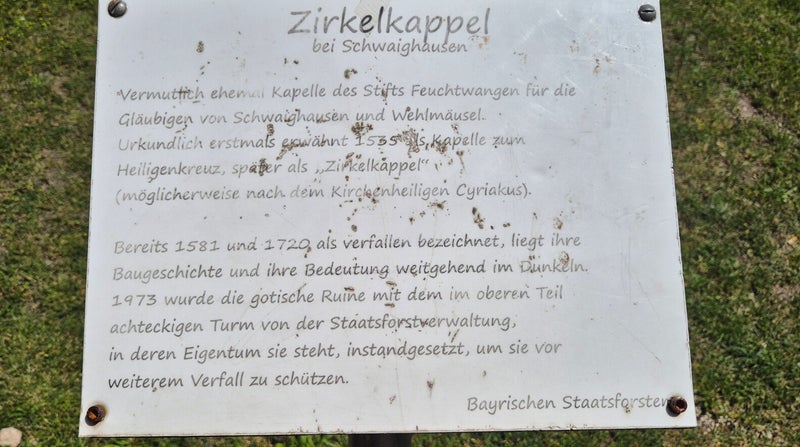 Zirkelkappel
bei Schwaighausen
Vermutlich ehemal Kapelle des Stifts Feuchtwangen für die
Gläubigen von Schwaighausen und Wehlmäusel.
Urkundlich erstmals erwähnt 1535 als Kapelle zum
Heiligenkreuz, später als „Zirkelkappel“
(möglicherweise nach dem Kirchenheiligen Cyriakus).
Bereits 1581 und 1720 als verfallen bezeichnet, liegt ihre
Baugeschichte und ihre Bedeutung weitgehend im Dunkeln.
1973 wurde die gotische Ruine mit dem im oberen Teil
achteckigen Turm von der Staatsforstverwaltung,
in deren Eigentum sie steht, instandgesetzt, um sie vor
weiterem Verfall zu schützen.
Bayrischen Staatsforsten